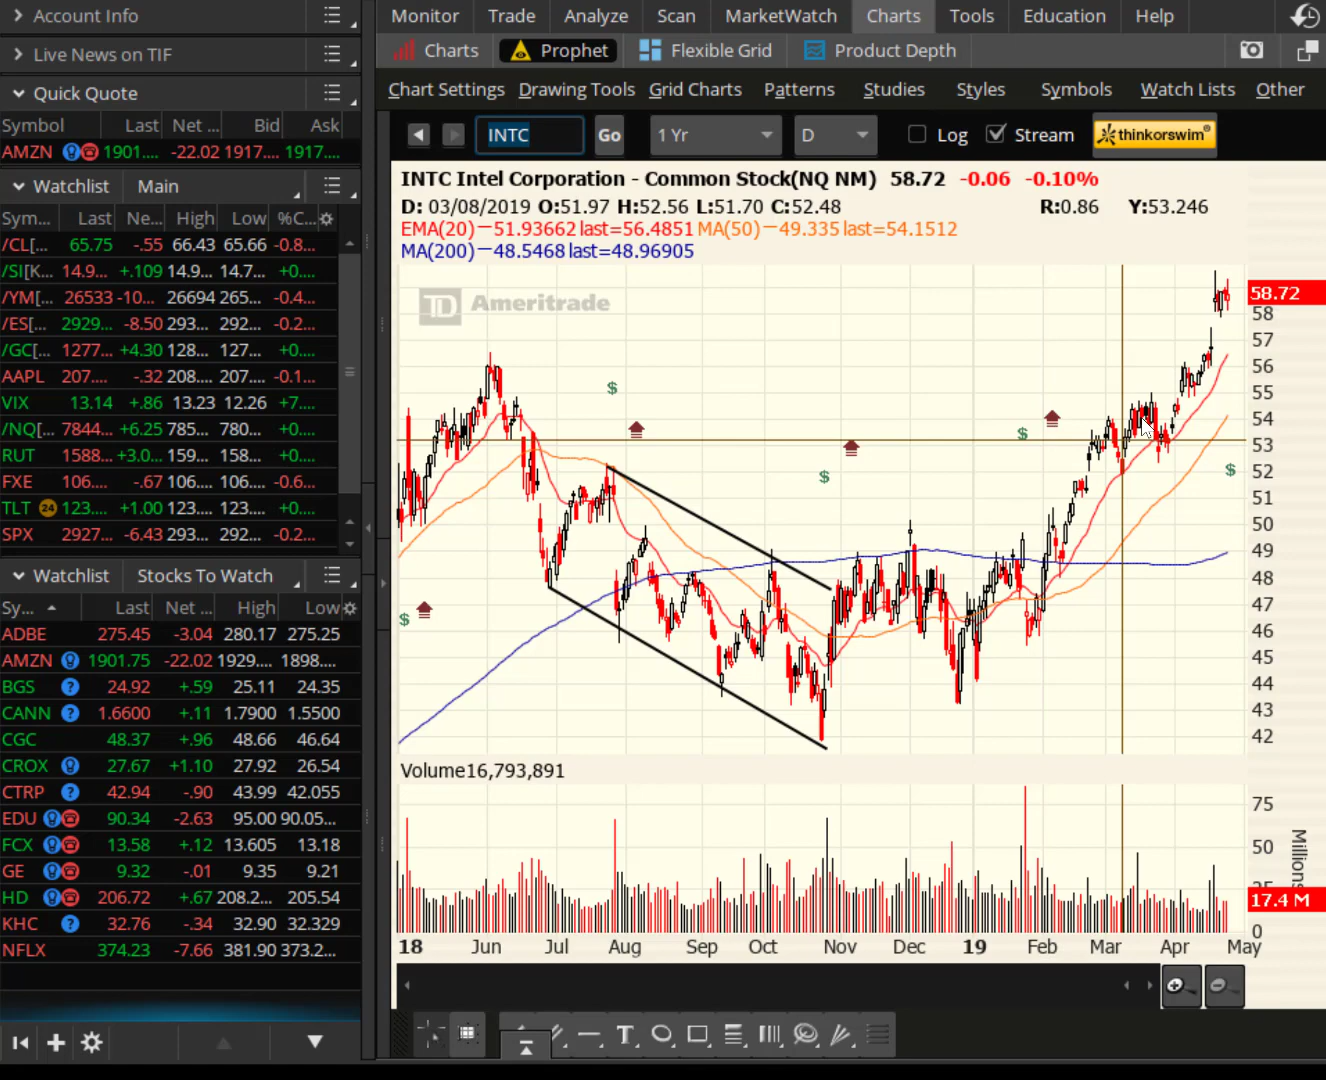 Account Info
Live News on TIF
Quick Quote
Symbol Last Net ... Bid Ask
AMZN 1901.... -22.02 1917.... 1917....
Watchlist Main
Sym... Last Ne... High Low %C...
/CL[... 65.75 -.55 66.43 65.66 -0.8...
/SI[K... 14.9... +.109 14.9... 14.7... +0....
/YM[... 26533 -10... 26694 265... -0.4...
/ES[... 2929... -8.50 293... 292... -0.2...
/GC[... 1277... +4.30 128... 127... +0....
AAPL 207.... -.32 208.... 207.... -0.1...
VIX 13.14 +.86 13.23 12.26 +7....
/NQ[... 7844... +6.25 785... 780... +0....
RUT 1588... +3.0... 159... 158... +0....
FXE 106.... -.67 106.... 106.... -0.6...
TLT 24 123.... +1.00 123.... 123.... +0....
SPX 2927... -6.43 293... 292... -0.2...
Watchlist Stocks To Watch
Sy... Last Net ... High Low
ADBE 275.45 -3.04 280.17 275.25
AMZN 1901.75 -22.02 1929.... 1898....
BGS ? 24.92 +.59 25.11 24.35
CANN ? 1.6600 +.11 1.7900 1.5500
CGC 48.37 +.96 48.66 46.64
CROX 27.67 +1.10 27.92 26.54
CTRP ? 42.94 -.90 43.99 42.055
EDU 90.34 -2.63 95.00 90.05...
FCX 13.58 +.12 13.605 13.18
GE 9.32 -.01 9.35 9.21
HD 206.72 +.67 208.2... 205.54
KHC ? 32.76 -.34 32.90 32.329
NFLX 374.23 -7.66 381.90 373.2...
Monitor Trade Analyze Scan MarketWatch Charts Tools Education Help
Charts Prophet Flexible Grid Product Depth
Chart Settings Drawing Tools Grid Charts Patterns Studies Styles Symbols Watch Lists Other
INTC Go 1 Yr D Log Stream thinkorswim®
INTC Intel Corporation - Common Stock(NQ NM) 58.72 -0.06 -0.10%
D: 03/08/2019 O:51.97 H:52.56 L:51.70 C:52.48 R:0.86 Y:53.246
EMA(20)—51.93662 last=56.4851 MA(50)—49.335 last=54.1512
MA(200)—48.5468 last=48.96905
TD Ameritrade
58.72
58
57
56
55
54
53
52
51
50
49
48
47
46
45
44
43
42
$
$
$
$
$
Volume16,793,891
75
50
25
17.4 M
0
Millions
18 Jun Jul Aug Sep Oct Nov Dec 19 Feb Mar Apr May
T